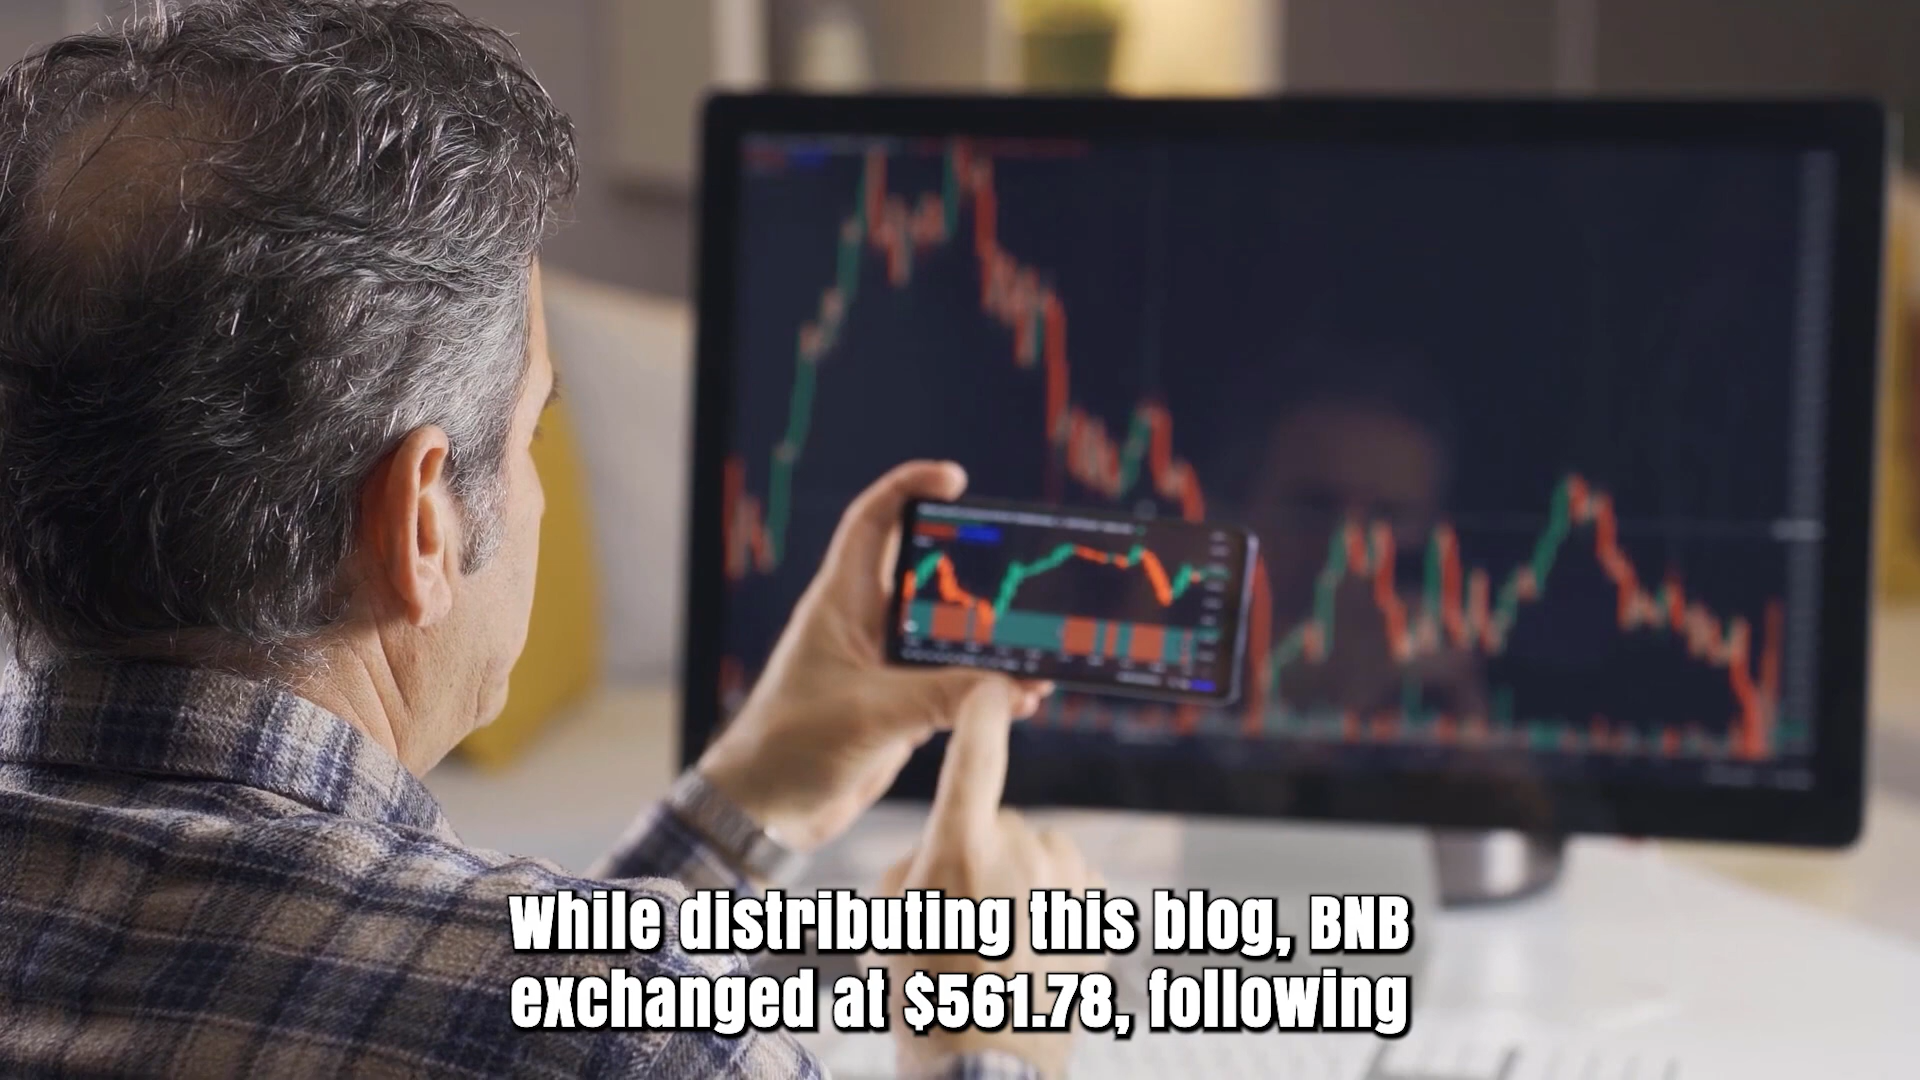 While distributing this blog, BNB
exchanged at $561.78, following